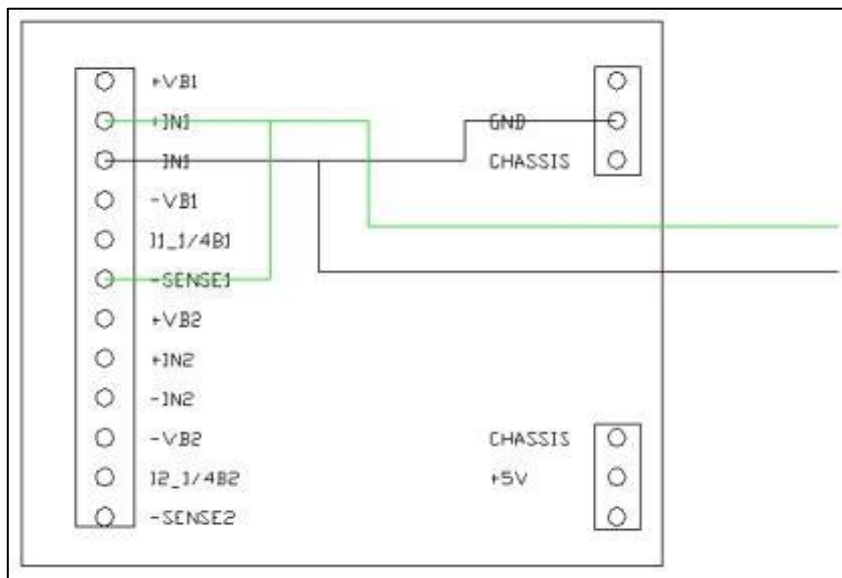 +VB1
+IN1
-IN1
-VB1
I1_1/4B1
-SENSE1
+VB2
+IN2
-IN2
-VB2
I2_1/4B2
-SENSE2
GND
CHASSIS
CHASSIS
+5V